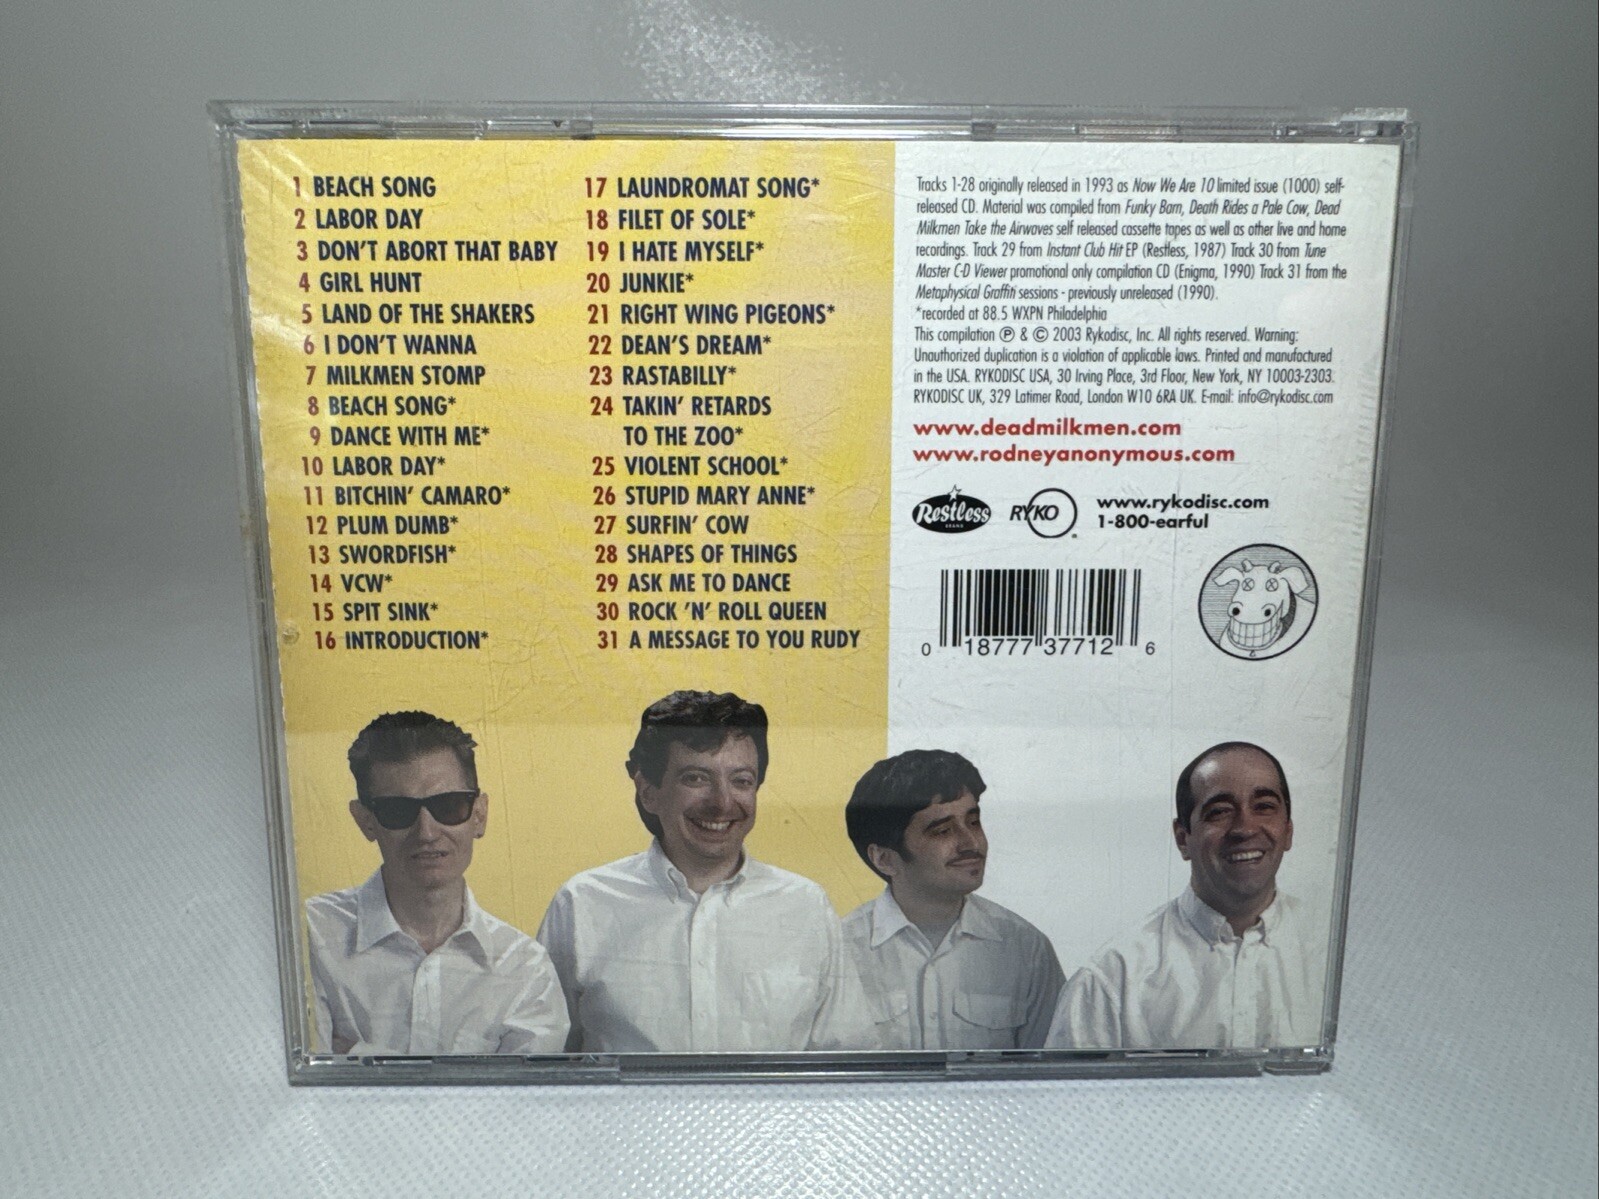 1 BEACH SONG
2 LABOR DAY
3 DON'T ABORT THAT BABY
4 GIRL HUNT
5 LAND OF THE SHAKERS
6 I DON'T WANNA
7 MILKMEN STOMP
8 BEACH SONG*
9 DANCE WITH ME*
10 LABOR DAY*
11 BITCHIN' CAMARO*
12 PLUM DUMB*
13 SWORDFISH*
14 VCW*
15 SPIT SINK*
16 INTRODUCTION*
17 LAUNDROMAT SONG*
18 FILET OF SOLE*
19 I HATE MYSELF*
20 JUNKIE*
21 RIGHT WING PIGEONS*
22 DEAN'S DREAM*
23 RASTABILLY*
24 TAKIN' RETARDS
TO THE ZOO*
25 VIOLENT SCHOOL*
26 STUPID MARY ANNE*
27 SURFIN' COW
28 SHAPES OF THINGS
29 ASK ME TO DANCE
30 ROCK 'N' ROLL QUEEN
31 A MESSAGE TO YOU RUDY
Tracks 1-28 originally released in 1993 as Now We Are 10 limited issue (1000) self-
released CD. Material was compiled from Funky Barn, Death Rides a Pale Cow, Dead
Milkmen Take the Airwaves self released cassette tapes as well as other live and home
recordings. Track 29 from Instant Club Hit EP (Restless, 1987) Track 30 from Tune
Master C-D Viewer promotional only compilation CD (Enigma, 1990) Track 31 from the
Metaphysical Graffiti sessions - previously unreleased (1990).
*recorded at 88.5 WXPN Philadelphia
This compilation ℗ & © 2003 Rykodisc, Inc. All rights reserved. Warning:
Unauthorized duplication is a violation of applicable laws. Printed and manufactured
in the USA. RYKODISC USA, 30 Irving Place, 3rd Floor, New York, NY 10003-2303.
RYKODISC UK, 329 Latimer Road, London W10 6RA UK. E-mail: info@rykodisc.com
www.deadmilkmen.com
www.rodneyanonymous.com
Restless
RYKO
www.rykodisc.com
1-800-earful
0 18777 37712 6